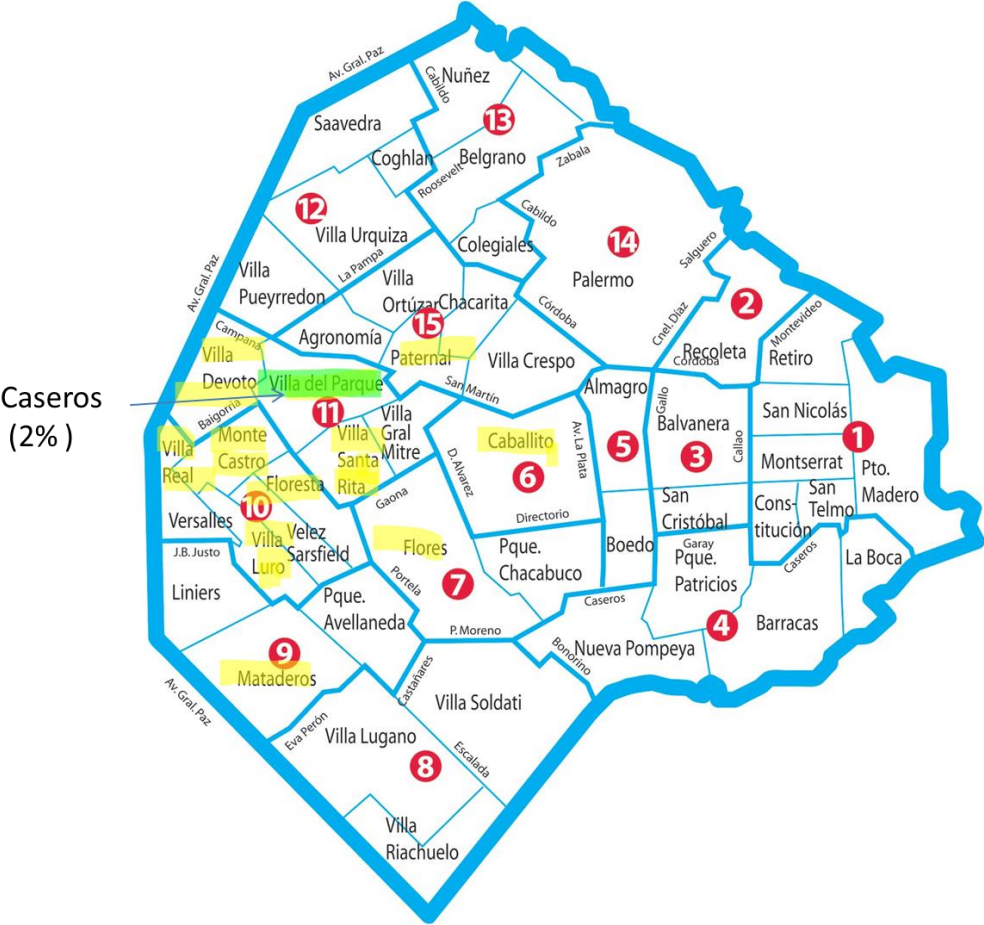 Av. Gral. Paz
Cabildo
Nuñez
Saavedra
13
Coghlan
Belgrano
Zabala
Roosevelt
12
Villa Urquiza
Cabildo
14
Palermo
Salguero
Colegiales
La Pampa
Av. Gral. Paz
Villa
Pueyrredon
Villa
Ortúzar
Chacarita
15
Córdoba
Cnel. Diaz
2
Montevideo
Recoleta
Córdoba
Retiro
Campana
Agronomía
Paternal
Villa Crespo
Villa
Devoto
Villa del Parque
San Martín
Almagro
Gallo
Caseros
(2%)
Baigorria
11
Villa
Gral
Mitre
Villa
Santa
Rita
Caballito
6
Av. La Plata
5
Balvanera
3
Callao
San Nicolás
1
Montserrat
Pto.
Madero
Villa
Real
Monte
Castro
Floresta
Gaona
D. Alvarez
Directorio
San
Cristóbal
Cons-
titución
San
Telmo
10
Versalles
Villa
Luro
Velez
Sarsfield
Flores
7
Pque.
Chacabuco
Boedo
Garay
Pque.
Patricios
Caseros
La Boca
J.B. Justo
Liniers
Pque.
Avellaneda
Portela
P. Moreno
Caseros
4
Barracas
Nueva Pompeya
Bonorino
9
Mataderos
Av. Gral. Paz
Castañares
Villa Soldati
Eva Perón
Villa Lugano
8
Escalada
Villa
Riachuelo